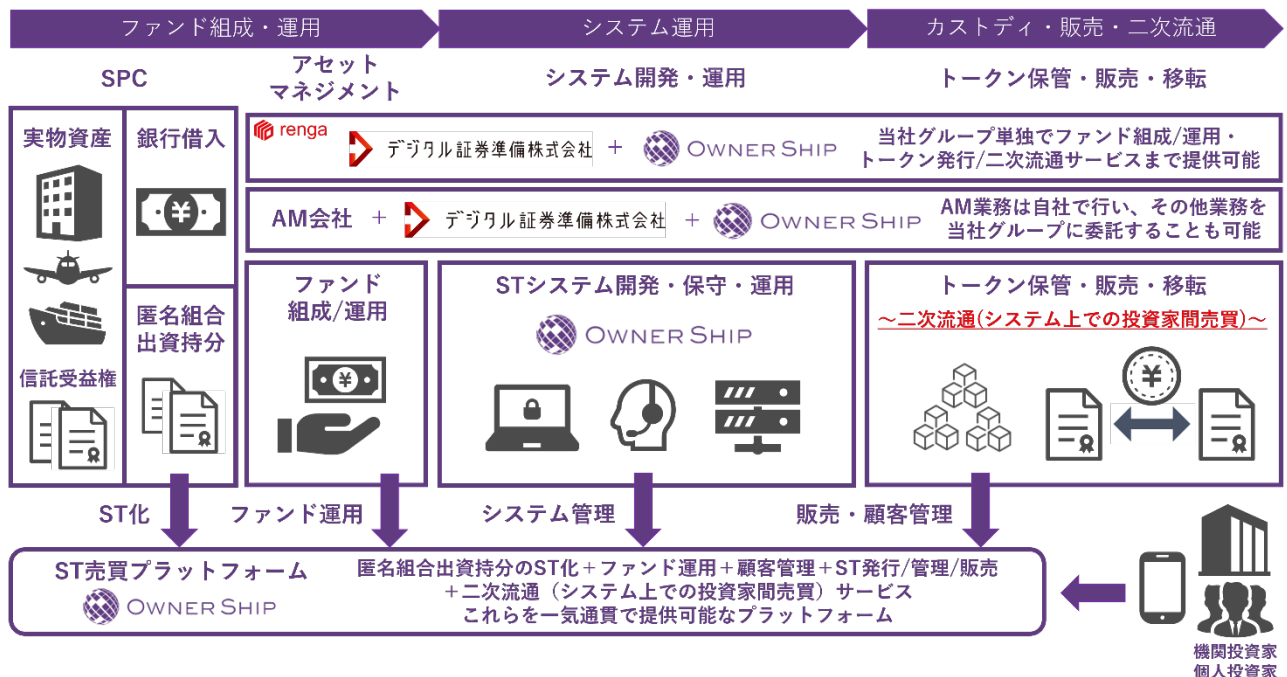 ファンド組成・運用
システム運用
カストディ・販売・二次流通
SPC
アセット
マネジメント
システム開発・運用
トークン保管・販売・移転
実物資産
銀行借入
¥
匿名組合
出資持分
信託受益権
renga
デジタル証券準備株式会社
+
OWNERSHIP
当社グループ単独でファンド組成/運用・
トークン発行/二次流通サービスまで提供可能
AM会社
+
デジタル証券準備株式会社
+
OWNERSHIP
AM業務は自社で行い、その他業務を
当社グループに委託することも可能
ファンド
組成/運用
¥
STシステム開発・保守・運用
OWNERSHIP
トークン保管・販売・移転
~二次流通(システム上での投資家間売買)~
¥
ST化
ファンド運用
システム管理
販売・顧客管理
ST売買プラットフォーム
OWNERSHIP
匿名組合出資持分のST化+ファンド運用+顧客管理+ST発行/管理/販売
+二次流通(システム上での投資家間売買)サービス
これらを一気通貫で提供可能なプラットフォーム
機関投資家
個人投資家